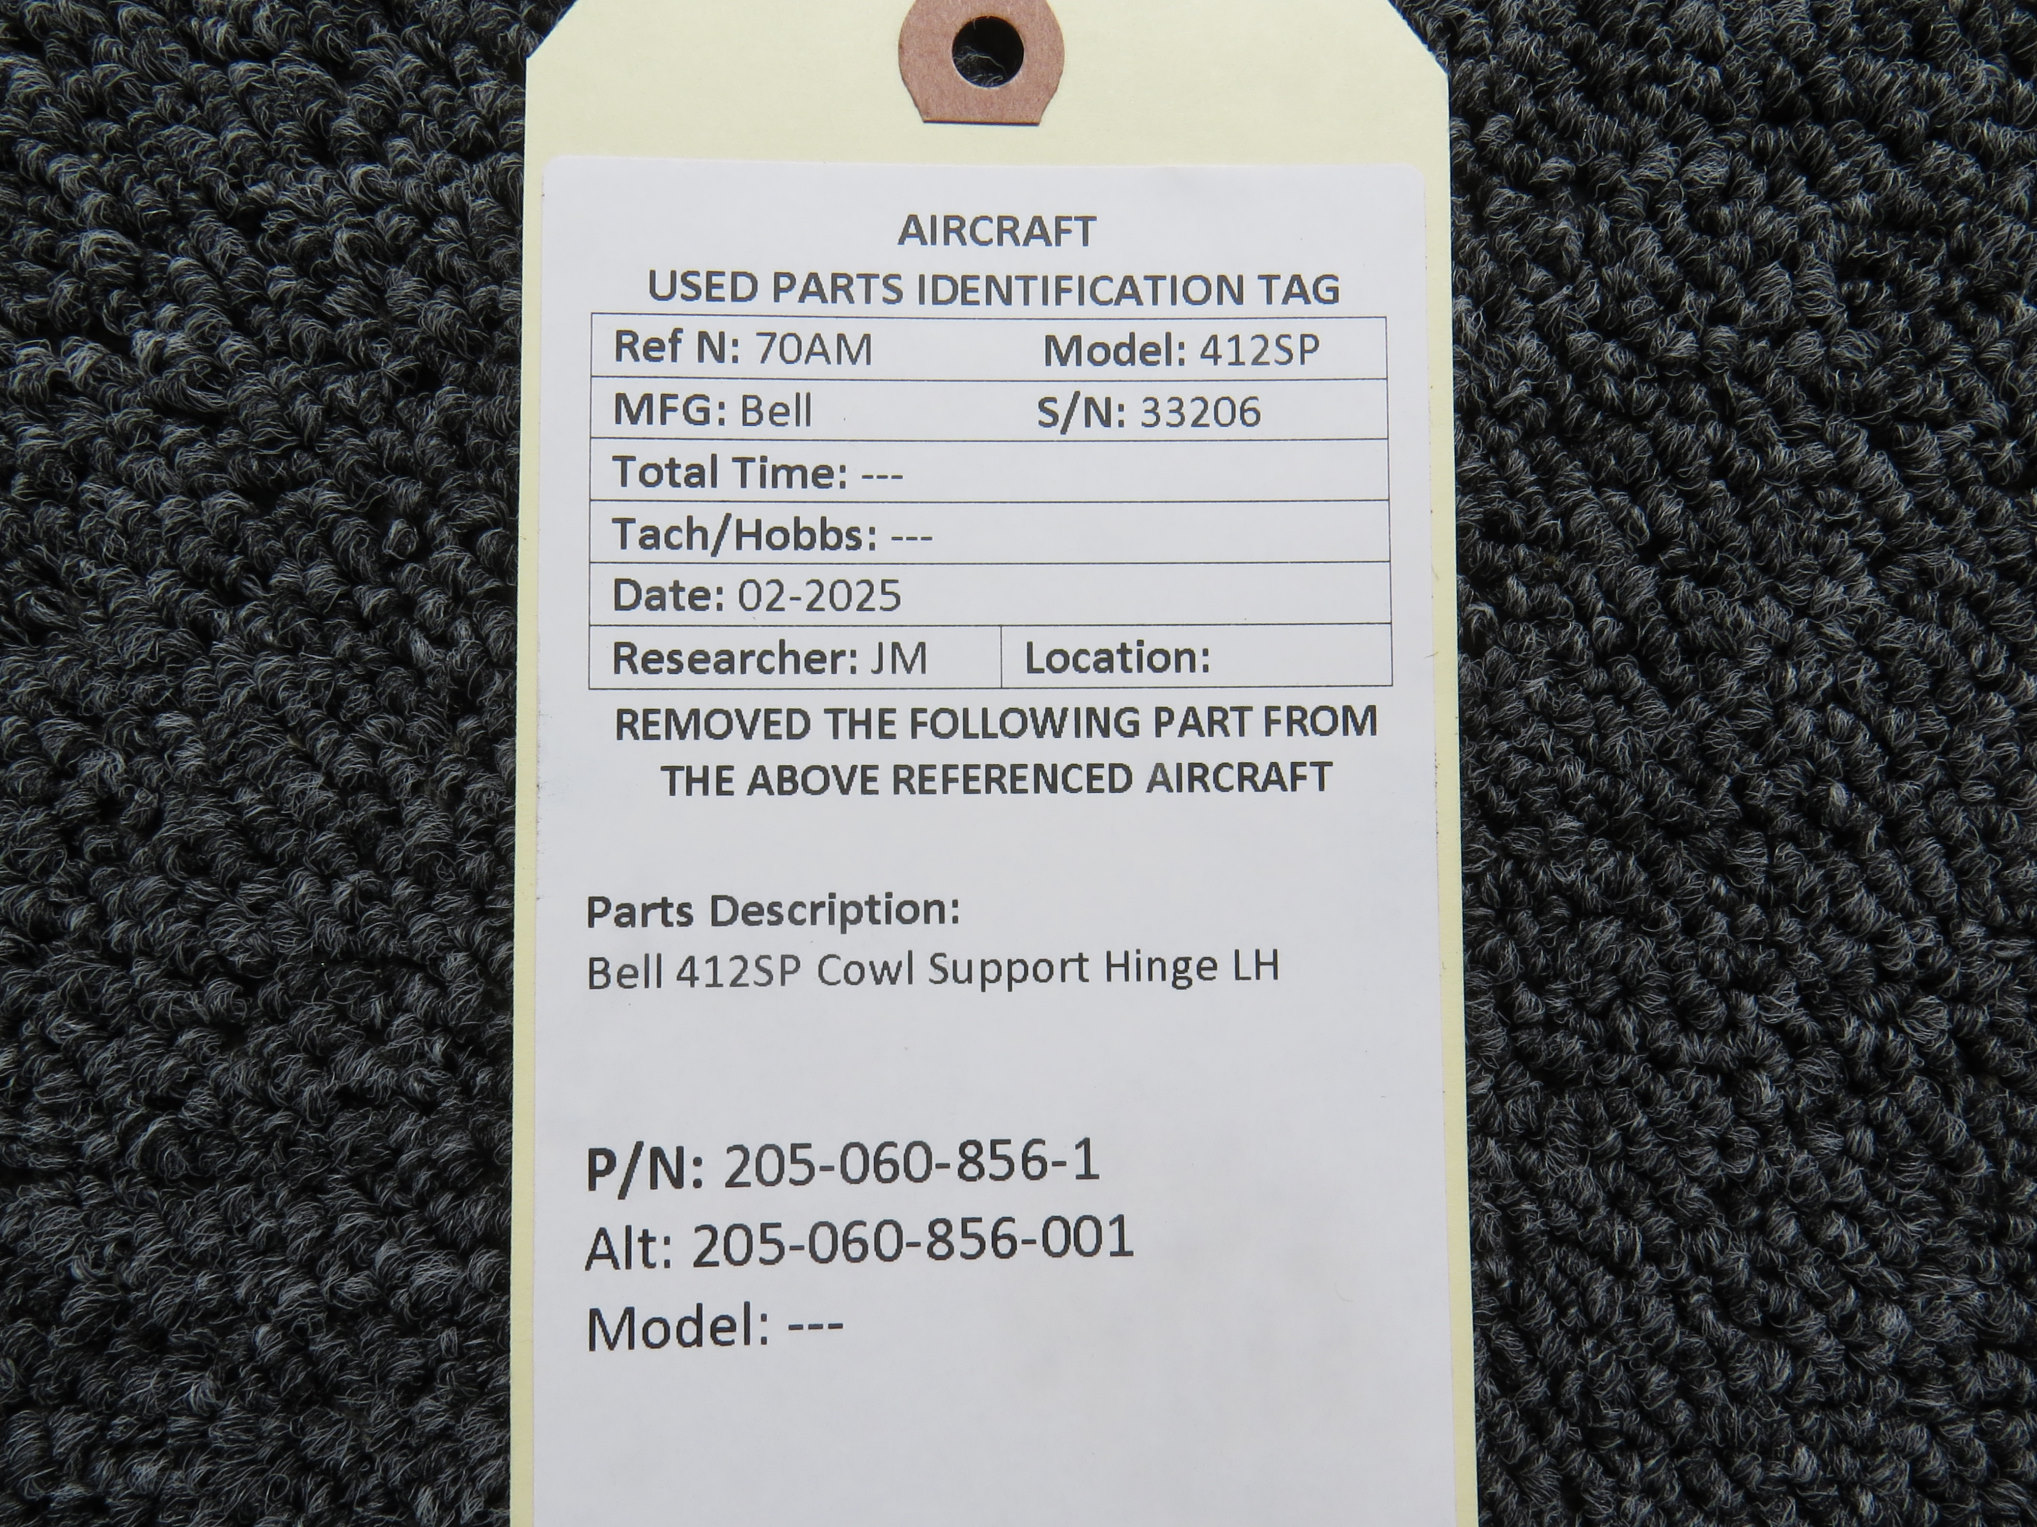 AIRCRAFT
USED PARTS IDENTIFICATION TAG
Ref N: 70AM Model: 412SP
MFG: Bell S/N: 33206
Total Time: ---
Tach/Hobbs: ---
Date: 02-2025
Researcher: JM Location:
REMOVED THE FOLLOWING PART FROM
THE ABOVE REFERENCED AIRCRAFT
Parts Description:
Bell 412SP Cowl Support Hinge LH
P/N: 205-060-856-1
Alt: 205-060-856-001
Model: ---